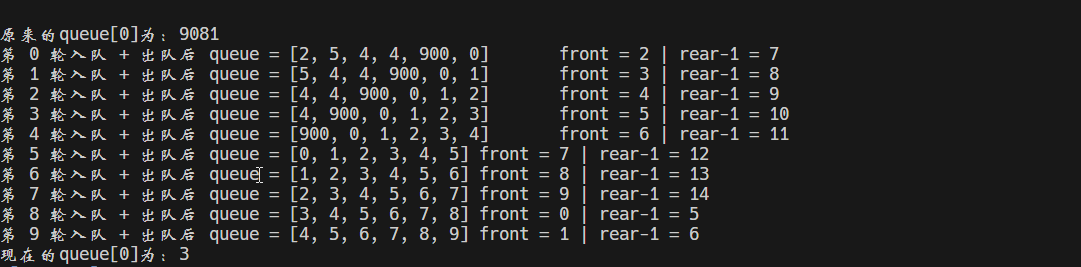 原来的queue[0]为: 9081
第 0 轮入队 + 出队后 queue = [2, 5, 4, 4, 900, 0] front = 2 | rear-1 = 7
第 1 轮入队 + 出队后 queue = [5, 4, 4, 900, 0, 1] front = 3 | rear-1 = 8
第 2 轮入队 + 出队后 queue = [4, 4, 900, 0, 1, 2] front = 4 | rear-1 = 9
第 3 轮入队 + 出队后 queue = [4, 900, 0, 1, 2, 3] front = 5 | rear-1 = 10
第 4 轮入队 + 出队后 queue = [900, 0, 1, 2, 3, 4] front = 6 | rear-1 = 11
第 5 轮入队 + 出队后 queue = [0, 1, 2, 3, 4, 5] front = 7 | rear-1 = 12
第 6 轮入队 + 出队后 queue = [1, 2, 3, 4, 5, 6] front = 8 | rear-1 = 13
第 7 轮入队 + 出队后 queue = [2, 3, 4, 5, 6, 7] front = 9 | rear-1 = 14
第 8 轮入队 + 出队后 queue = [3, 4, 5, 6, 7, 8] front = 0 | rear-1 = 5
第 9 轮入队 + 出队后 queue = [4, 5, 6, 7, 8, 9] front = 1 | rear-1 = 6
现在的queue[0]为: 3